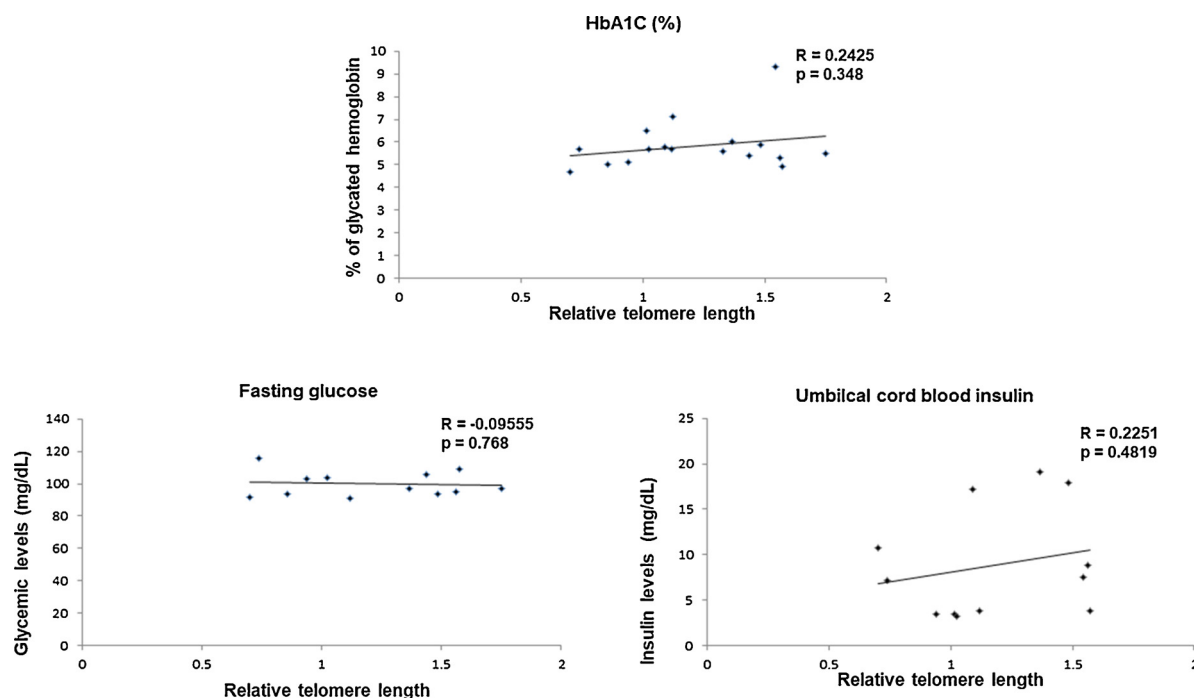 HbA1C (%)
R = 0.2425
p = 0.348
% of glycated hemoglobin
10
9
8
7
6
5
4
3
2
1
0
0 0.5 1 1.5 2
Relative telomere length
Fasting glucose
R = -0.09555
p = 0.768
Glycemic levels (mg/dL)
140
120
100
80
60
40
20
0
0 0.5 1 1.5 2
Relative telomere length
Umbilcal cord blood insulin
R = 0.2251
p = 0.4819
Insulin levels (mg/dL)
25
20
15
10
5
0
0 0.5 1 1.5 2
Relative telomere length